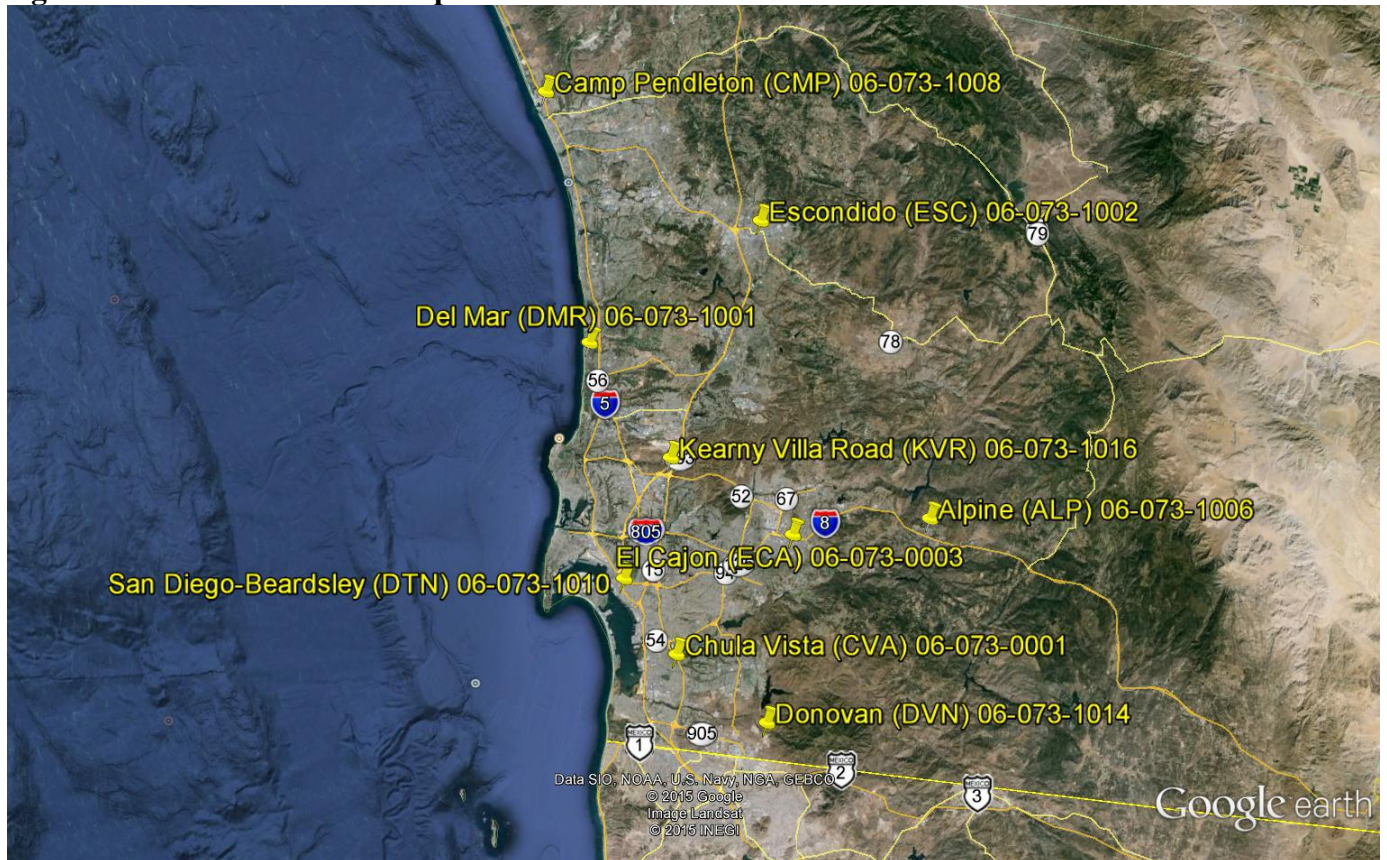 Camp Pendleton (CMP) 06-073-1008
Escondido (ESC) 06-073-1002
79
Del Mar (DMR) 06-073-1001
78
56
5
Kearny Villa Road (KVR) 06-073-1016
52
67
Alpine (ALP) 06-073-1006
8
805
El Cajon (ECA) 06-073-0003
15
94
San Diego-Beardsley (DTN) 06-073-1010
54
Chula Vista (CVA) 06-073-0001
Donovan (DVN) 06-073-1014
905
MEXICO
1
MEXICO
2
MEXICO
3
Data SIO, NOAA, U.S. Navy, NGA, GEBCO
© 2015 Google
Image Landsat
© 2015 INEGI
Google earth